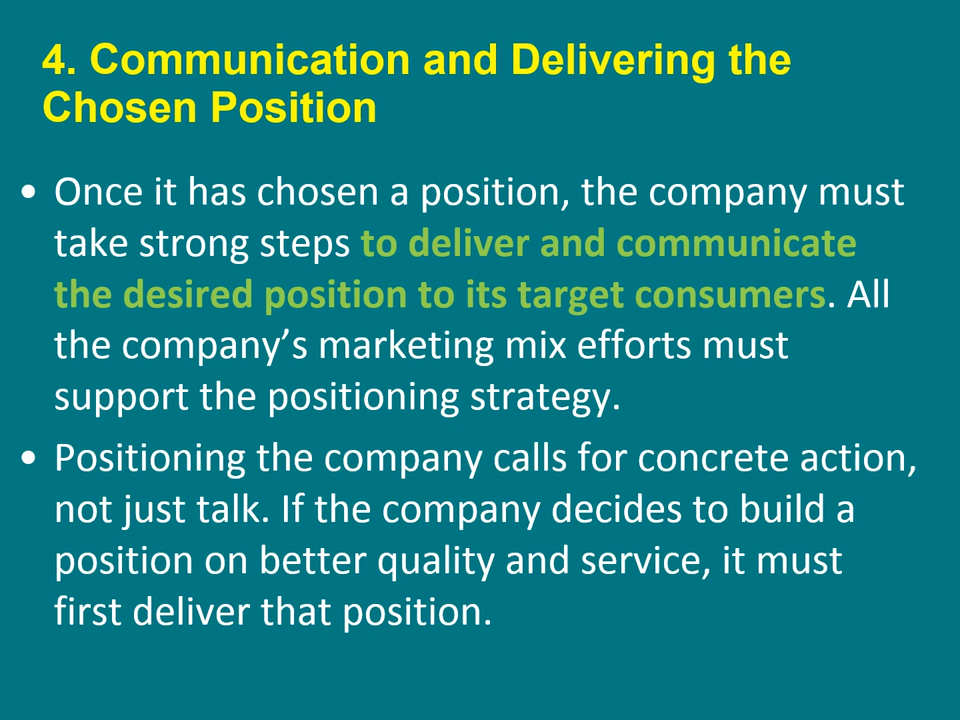 4. Communication and Delivering the
Chosen Position
• Once it has chosen a position, the company must
take strong steps to deliver and communicate
the desired position to its target consumers. All
the company’s marketing mix efforts must
support the positioning strategy.
• Positioning the company calls for concrete action,
not just talk. If the company decides to build a
position on better quality and service, it must
first deliver that position.